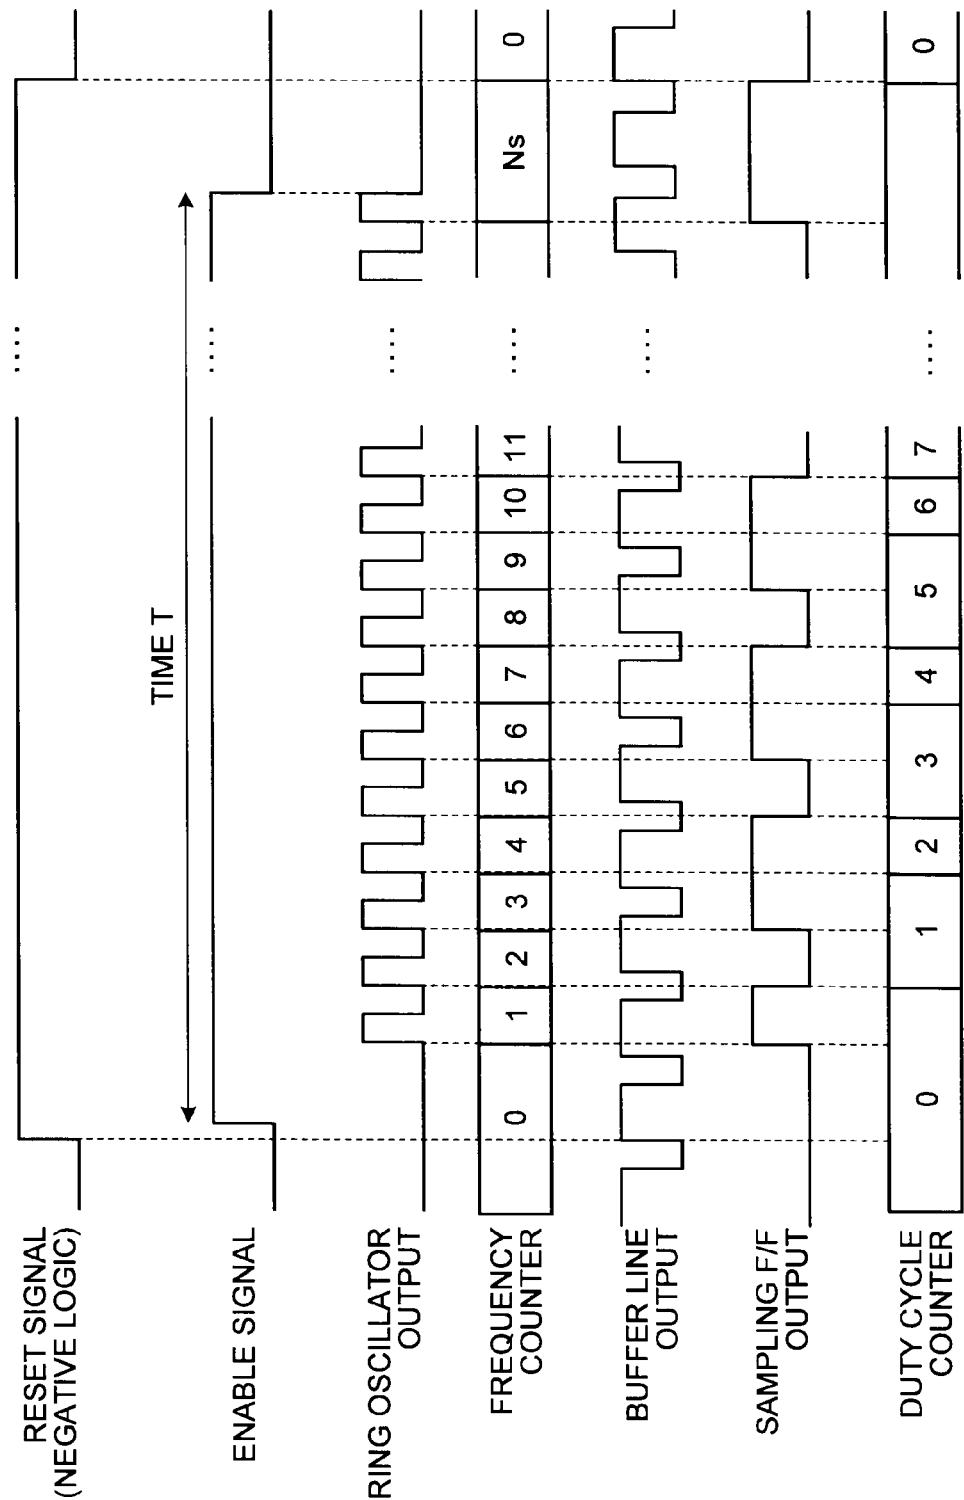 RESET SIGNAL
(NEGATIVE LOGIC)
....
TIME T
ENABLE SIGNAL
....
RING OSCILLATOR
OUTPUT
....
FREQUENCY
COUNTER
0 1 2 3 4 5 6 7 8 9 10 11 .... Ns 0
BUFFER LINE
OUTPUT
....
SAMPLING F/F
OUTPUT
DUTY CYCLE
COUNTER
0 1 2 3 4 5 6 7 .... 0